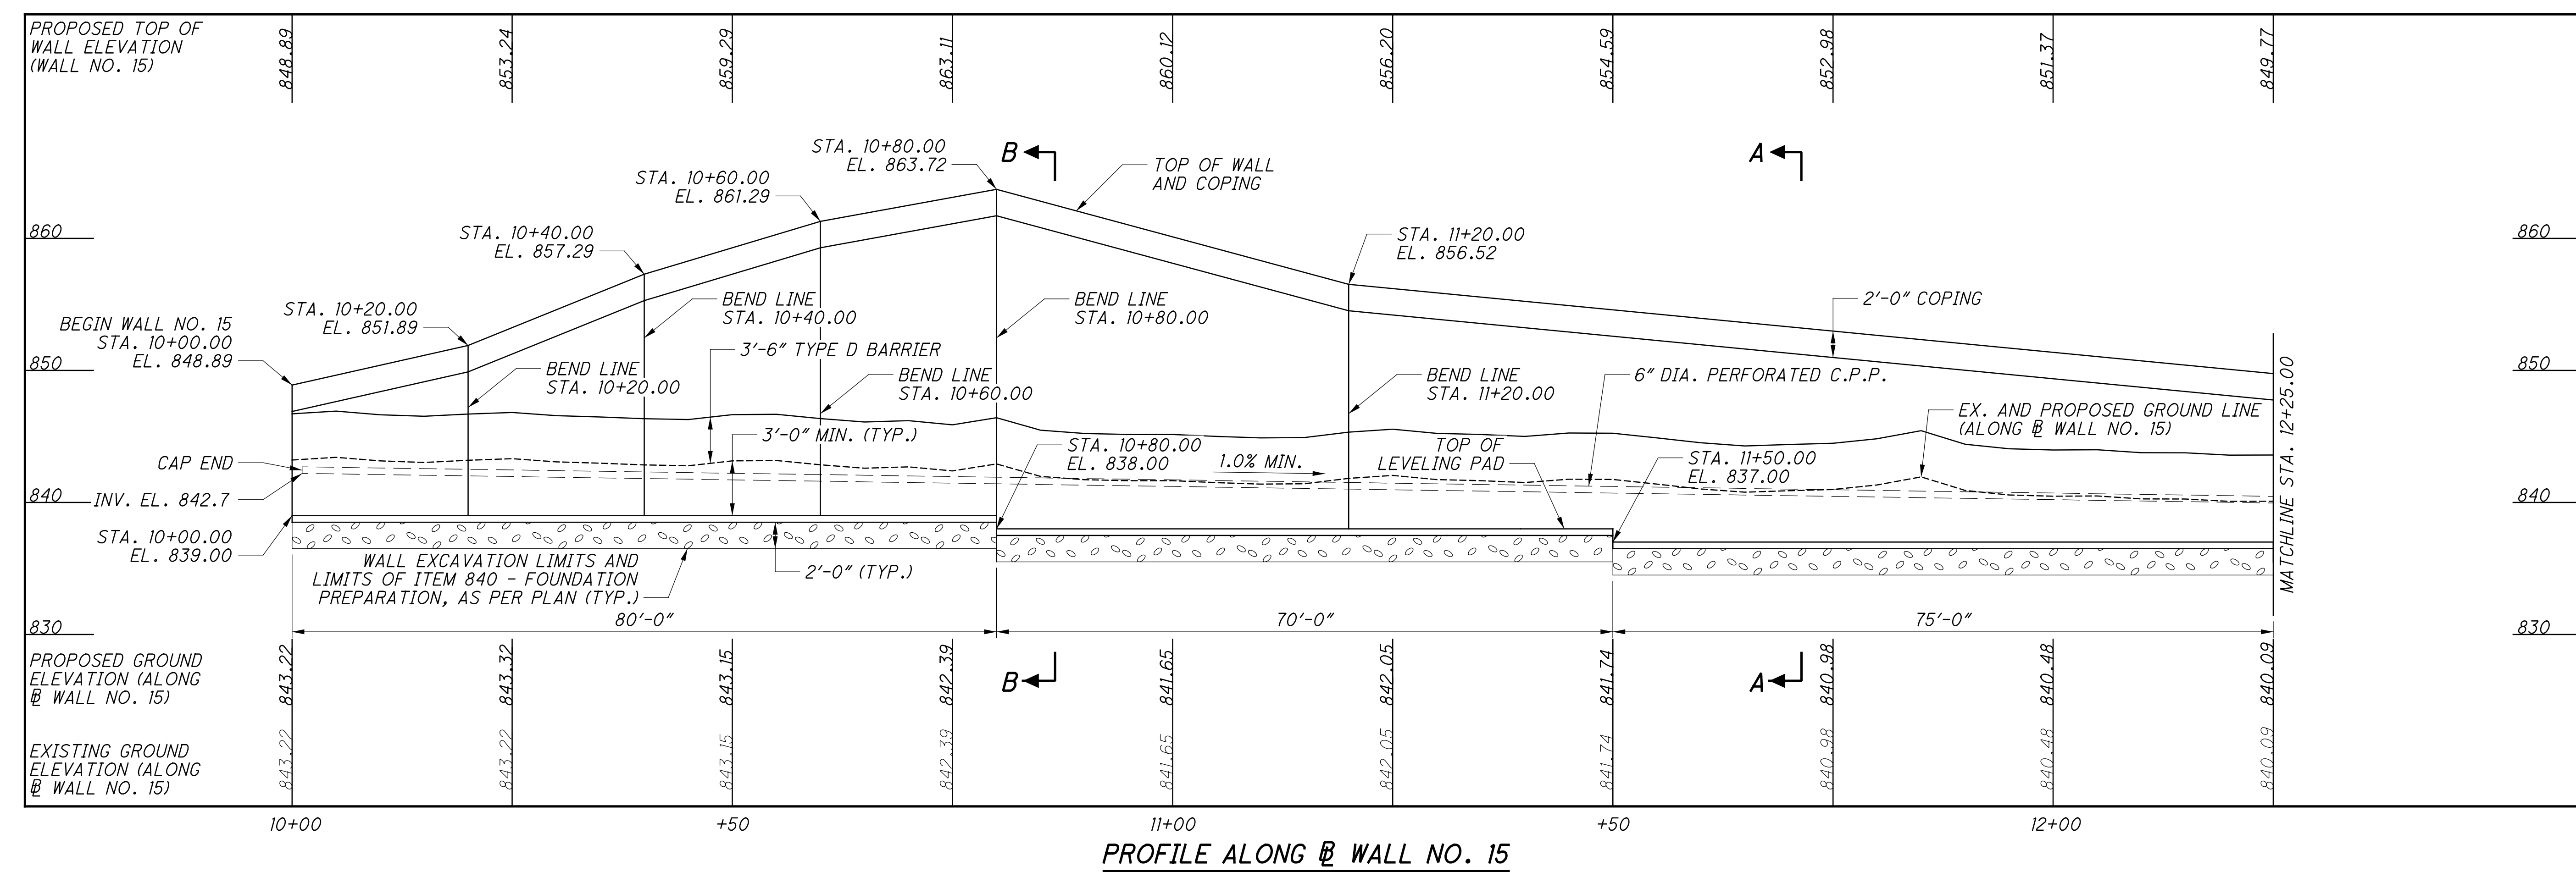 PROPOSED TOP OF
WALL ELEVATION
(WALL NO. 15)
848.89
853.24
859.29
863.11
860.12
856.20
854.59
852.98
851.37
849.77
B
A
STA. 10+80.00
EL. 863.72
TOP OF WALL
AND COPING
STA. 10+60.00
EL. 861.29
STA. 10+40.00
EL. 857.29
STA. 11+20.00
EL. 856.52
860
860
STA. 10+20.00
EL. 851.89
BEGIN WALL NO. 15
STA. 10+00.00
EL. 848.89
BEND LINE
STA. 10+40.00
BEND LINE
STA. 10+80.00
2'-0" COPING
3'-6" TYPE D BARRIER
850
850
BEND LINE
STA. 10+20.00
BEND LINE
STA. 10+60.00
BEND LINE
STA. 11+20.00
6" DIA. PERFORATED C.P.P.
EX. AND PROPOSED GROUND LINE
(ALONG BL WALL NO. 15)
MATCHLINE STA. 12+25.00
3'-0" MIN. (TYP.)
STA. 10+80.00
EL. 838.00
1.0% MIN.
TOP OF
LEVELING PAD
STA. 11+50.00
EL. 837.00
CAP END
840
INV. EL. 842.7
840
STA. 10+00.00
EL. 839.00
WALL EXCAVATION LIMITS AND
LIMITS OF ITEM 840 - FOUNDATION
PREPARATION, AS PER PLAN (TYP.)
2'-0" (TYP.)
80'-0"
70'-0"
75'-0"
830
830
PROPOSED GROUND
ELEVATION (ALONG
BL WALL NO. 15)
843.22
843.32
843.15
842.39
841.65
842.05
841.74
840.98
840.48
840.09
B
A
EXISTING GROUND
ELEVATION (ALONG
BL WALL NO. 15)
843.22
843.22
843.15
842.39
841.65
842.05
841.74
840.98
840.48
840.09
10+00
+50
11+00
+50
12+00
PROFILE ALONG BL WALL NO. 15